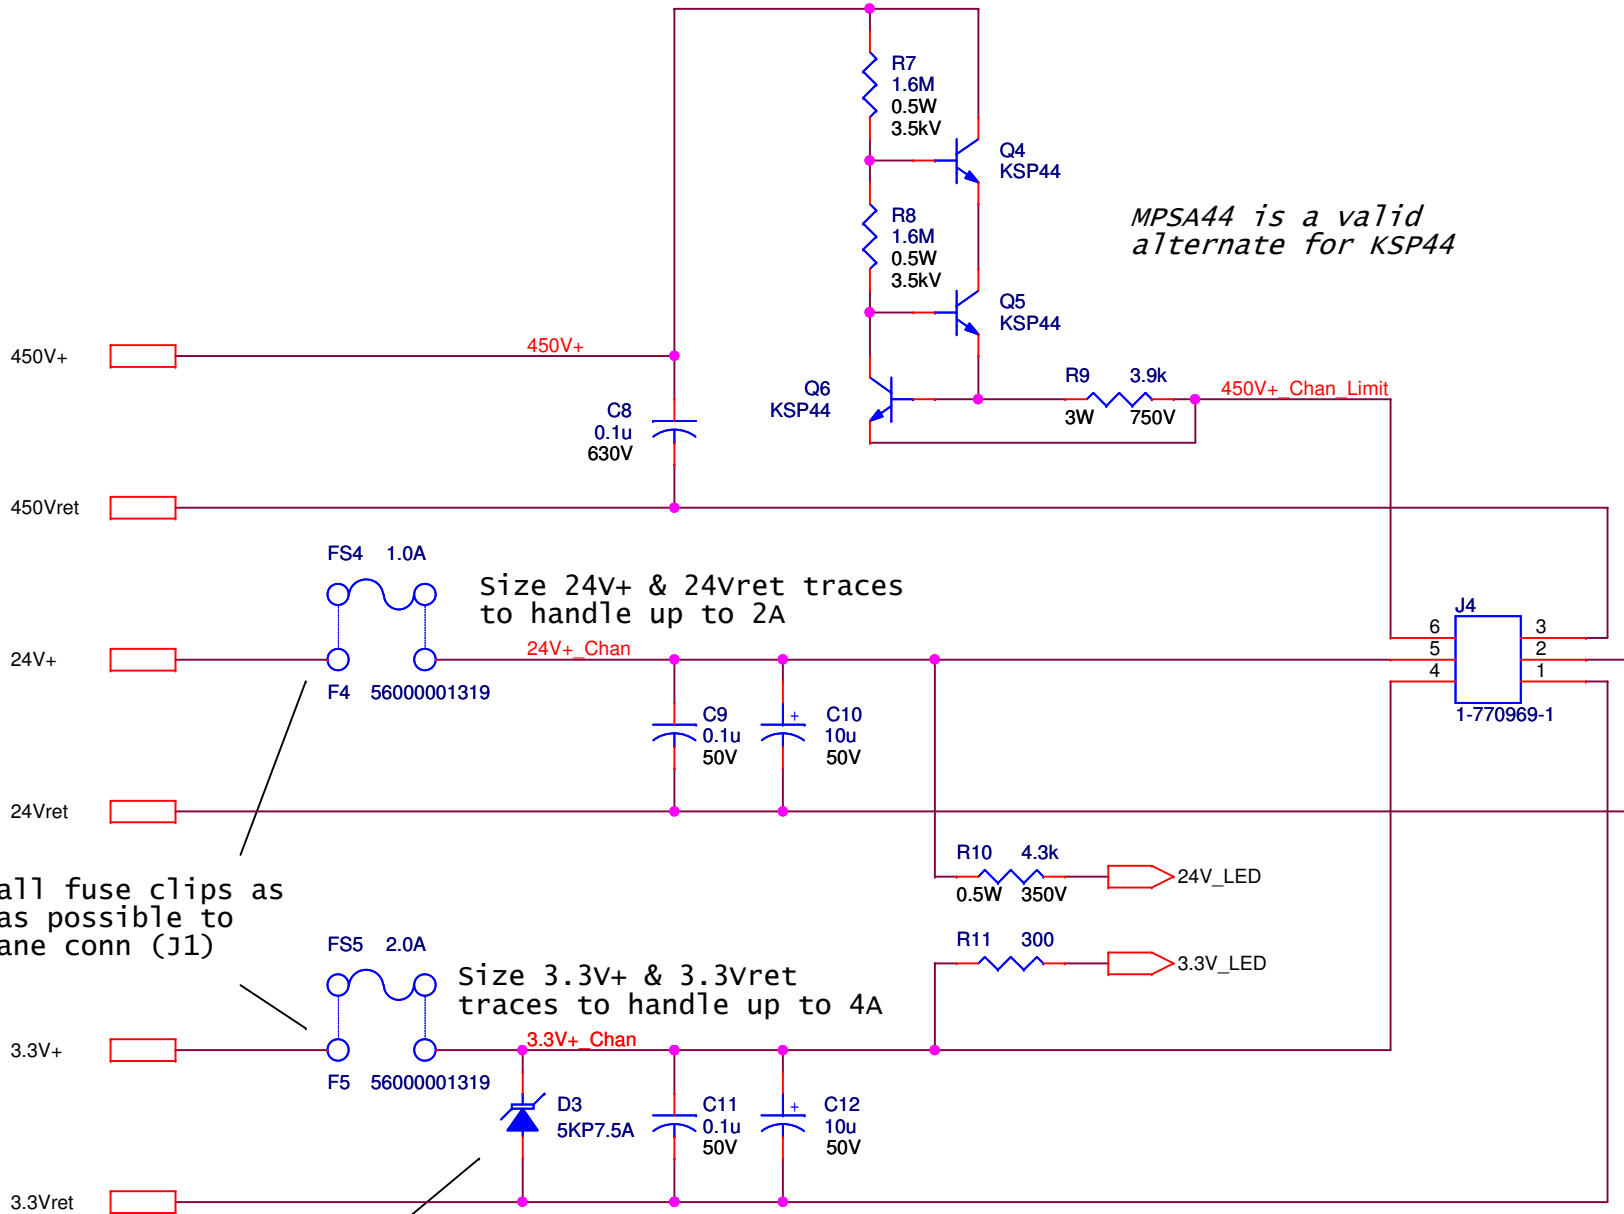 R7
1.6M
0.5W
3.5kV
Q4
KSP44
R8
1.6M
0.5W
3.5kV
MPSA44 is a valid
alternate for KSP44
Q5
KSP44
450V+
450V+
Q6
KSP44
R9 3.9k
3W 750V
450V+_Chan_Limit
C8
0.1u
630V
450Vret
FS4 1.0A
Size 24V+ & 24Vret traces
to handle up to 2A
24V+
24V+_Chan
F4 56000001319
J4
6 3
5 2
4 1
1-770969-1
C9
0.1u
50V
+
C10
10u
50V
24Vret
R10 4.3k
0.5W 350V
24V_LED
all fuse clips as
as possible to
ane conn (J1)
R11 300
3.3V_LED
FS5 2.0A
Size 3.3V+ & 3.3Vret
traces to handle up to 4A
3.3V+
3.3V+_Chan
F5 56000001319
D3
5KP7.5A
C11
0.1u
50V
+
C12
10u
50V
3.3Vret